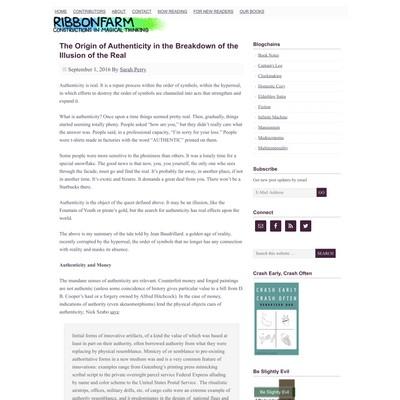 HOME CONTRIBUTORS ABOUT CONTACT NOW READING FOR NEW READERS OUR BOOKS
RIBBONFARM
CONSTRUCTIONS IN MAGICAL THINKING
The Origin of Authenticity in the Breakdown of the
Illusion of the Real
September 1, 2016 By Sarah Perry
Authenticity is real. It is a repair process within the order of symbols, within the hyperreal,
in which efforts to destroy the order of symbols are channeled into acts that strengthen and
expand it.
What is authenticity? Once upon a time things seemed pretty real. Then, gradually, things
started seeming totally phony. People asked "how are you," but they didn't really care what
the answer was. People said, in a professional capacity, "I'm sorry for your loss." People
wore t-shirts made in factories with the word "AUTHENTIC" printed on them.
Some people were more sensitive to the phoniness than others. It was a lonely time for a
special snowflake. The good news is that now, you, you yourself, the only one who sees
through the facade, must go and find the real. It's probably far away, in another place, if not
in another time. It's exotic and bizarre. It demands a great deal from you. There won't be a
Starbucks there.
Authenticity is the object of the quest defined above. It may be an illusion, like the
Fountain of Youth or pirate's gold, but the search for authenticity has real effects upon the
world.
The above is my summary of the tale told by Jean Baudrillard: a golden age of reality,
recently corrupted by the hyperreal, the order of symbols that no longer has any connection
with reality and masks its absence.
Authenticity and Money
The mundane senses of authenticity are relevant. Counterfeit money and forged paintings
are not authentic (unless some coincidence of history gives particular value to a bill from D.
B. Cooper's haul or a forgery owned by Alfred Hitchcock). In the case of money,
indications of authority (even skeuomorphisms) lend the physical objects cues of
authenticity; Nick Szabo says:
Initial forms of innovative artifacts, of a kind the value of which was based at
least in part on their authority, often borrowed authority from what they were
replacing by physical resemblance. Mimicry of or semblance to pre-existing
authoritative forms in a new medium was and is a very common feature of
innovations: examples range from Gutenberg's printing press mimicking
scribal script to the private overnight parcel service Federal Express alluding
by name and color scheme to the United States Postal Service. The ritualistic
airstrips, offices, military drills, etc. of cargo cults were an extreme example of
authority resemblance, and it predominates in the design of national flags and
Blogchains
Elderblog Sutra
Fiction
Infinite Machine
Mansionism
Mediocratopia
Multitemporality
Subscribe
Get new post updates by email
E-Mail Address GO
Connect
Search this website ... SEARCH
Crash Early, Crash Often
CRASH EARLY
CRASH OFTEN
Be Slightly Evil
Be Slightly Evil